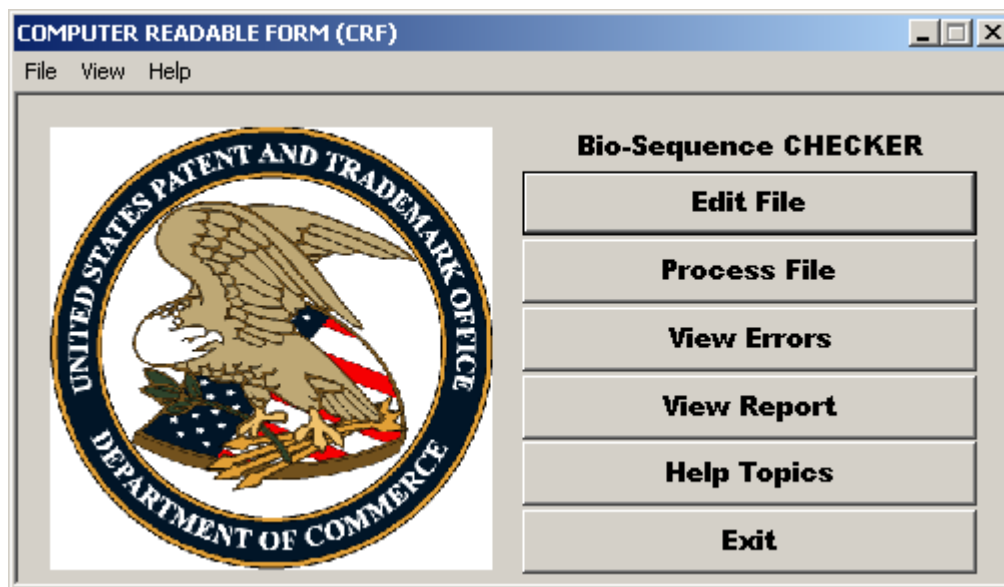 COMPUTER READABLE FORM (CRF)
File View Help
UNITED STATES PATENT AND TRADEMARK OFFICE
DEPARTMENT OF COMMERCE
Bio-Sequence CHECKER
Edit File
Process File
View Errors
View Report
Help Topics
Exit